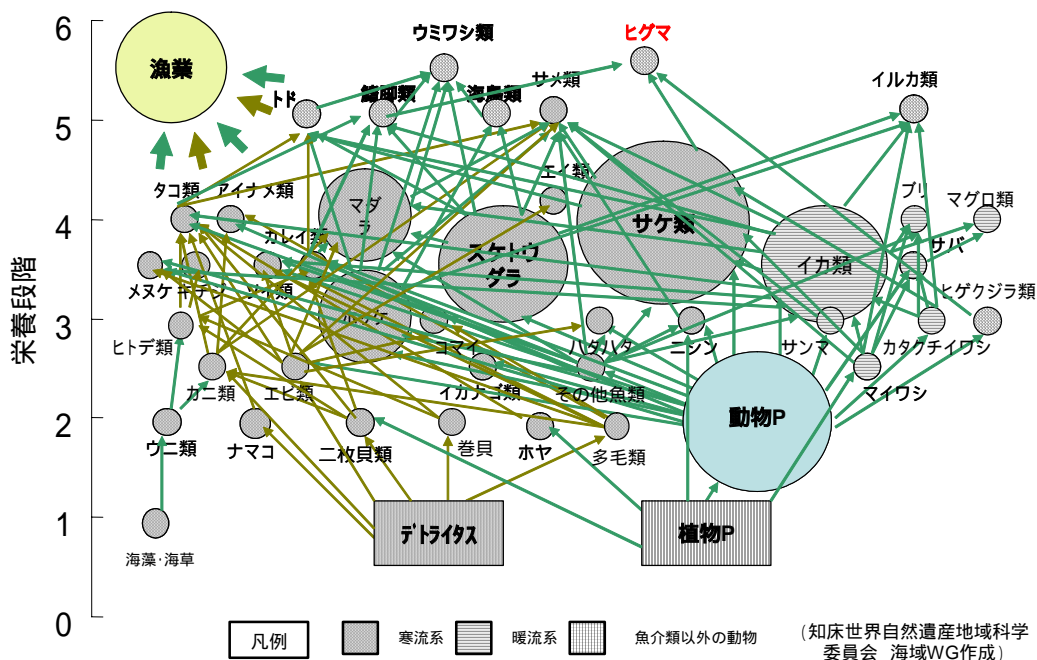 6
5
4
3
2
1
0
栄養段階
漁業
ウミワシ類
ヒグマ
トド
鰭脚類
海鳥類
サメ類
イルカ類
タコ類
アイナメ類
マダ
ラ
エイ類
サケ類
ブリ
マグロ類
カレイ類
スケトウ
グラ
イカ類
サバ
メヌケ
キチジ
ソイ類
ホッケ
ヒゲクジラ類
ヒトデ類
コマイ
ハタハタ
ニシン
サンマ
カタクチイワシ
カニ類
エビ類
イカナゴ類
その他魚類
マイワシ
動物P
ウニ類
ナマコ
二枚貝類
巻貝
ホヤ
多毛類
デトライタス
植物P
海藻・海草
凡例
寒流系
暖流系
魚介類以外の動物
(知床世界自然遺産地域科学
委員会 海域WG作成)